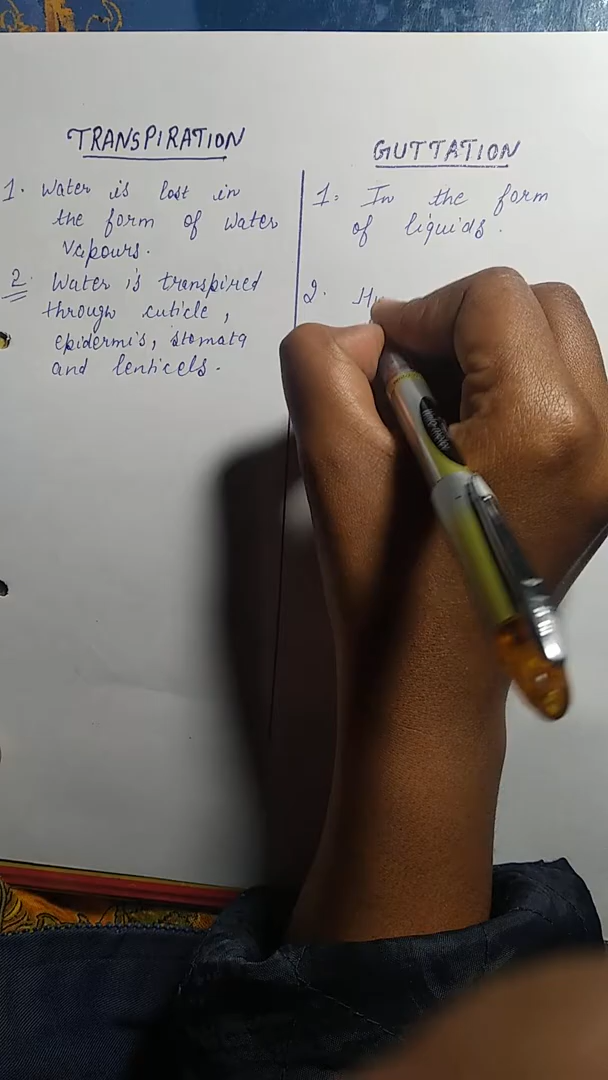 TRANSPIRATION
1. Water is lost in
the form of water
vapours.
2. Water is transpired
through cuticle,
epidermis, stomata
and lenticels.
GUTTATION
1. In the form
of liquids.
2.